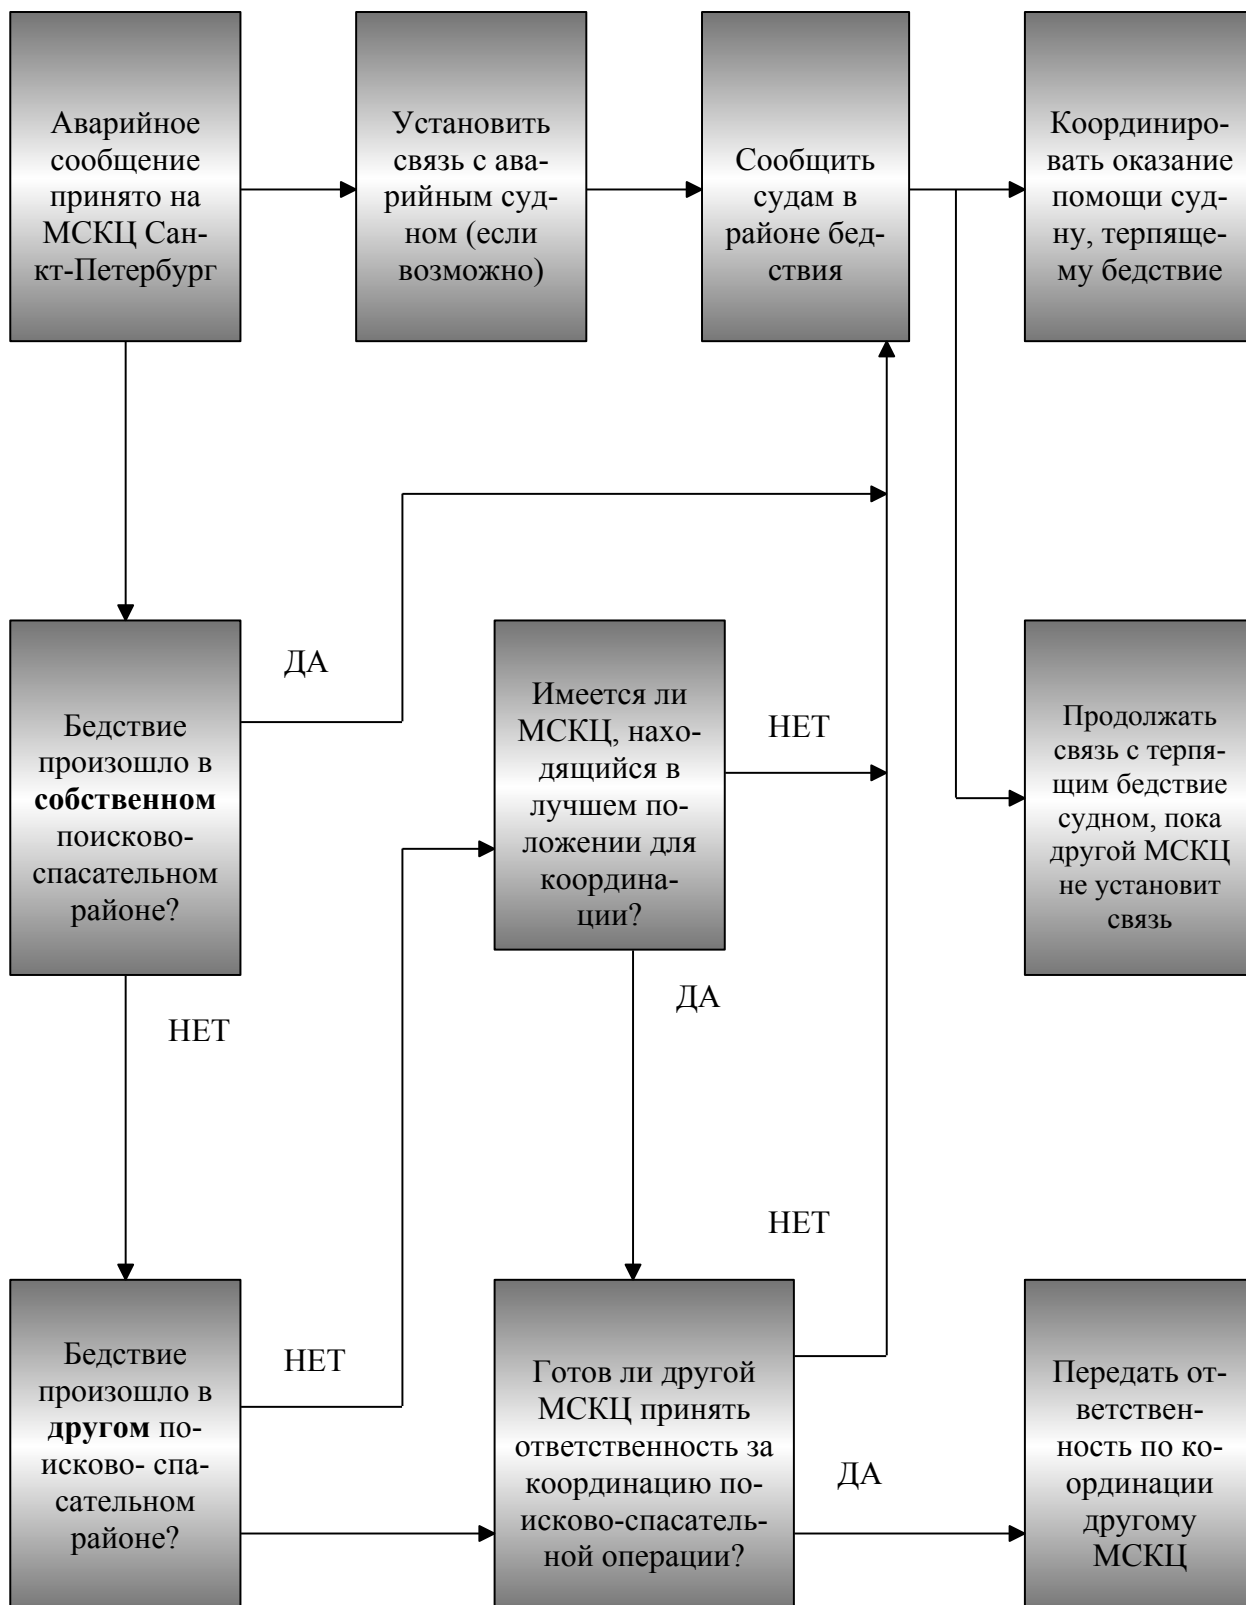 Аварийное
сообщение
принято на
МСКЦ Сан-
кт-Петербург
Установить
связь с ава-
рийным суд-
ном (если
возможно)
Сообщить
судам в
районе бед-
ствия
Координиро-
вать оказание
помощи суд-
ну, терпяще-
му бедствие
Бедствие
произошло в
собственном
поисково-
спасательном
районе?
ДА
Имеется ли
МСКЦ, нахо-
дящийся в
лучшем по-
ложении для
координа-
ции?
НЕТ
Продолжать
связь с терпя-
щим бедствие
судном, пока
другой МСКЦ
не установит
связь
НЕТ
ДА
НЕТ
Бедствие
произошло в
другом по-
исково- спа-
сательном
районе?
НЕТ
Готов ли другой
МСКЦ принять
ответственность за
координацию по-
исково-спасатель-
ной операции?
ДА
Передать от-
ветствен-
ность по ко-
ординации
другому
МСКЦ